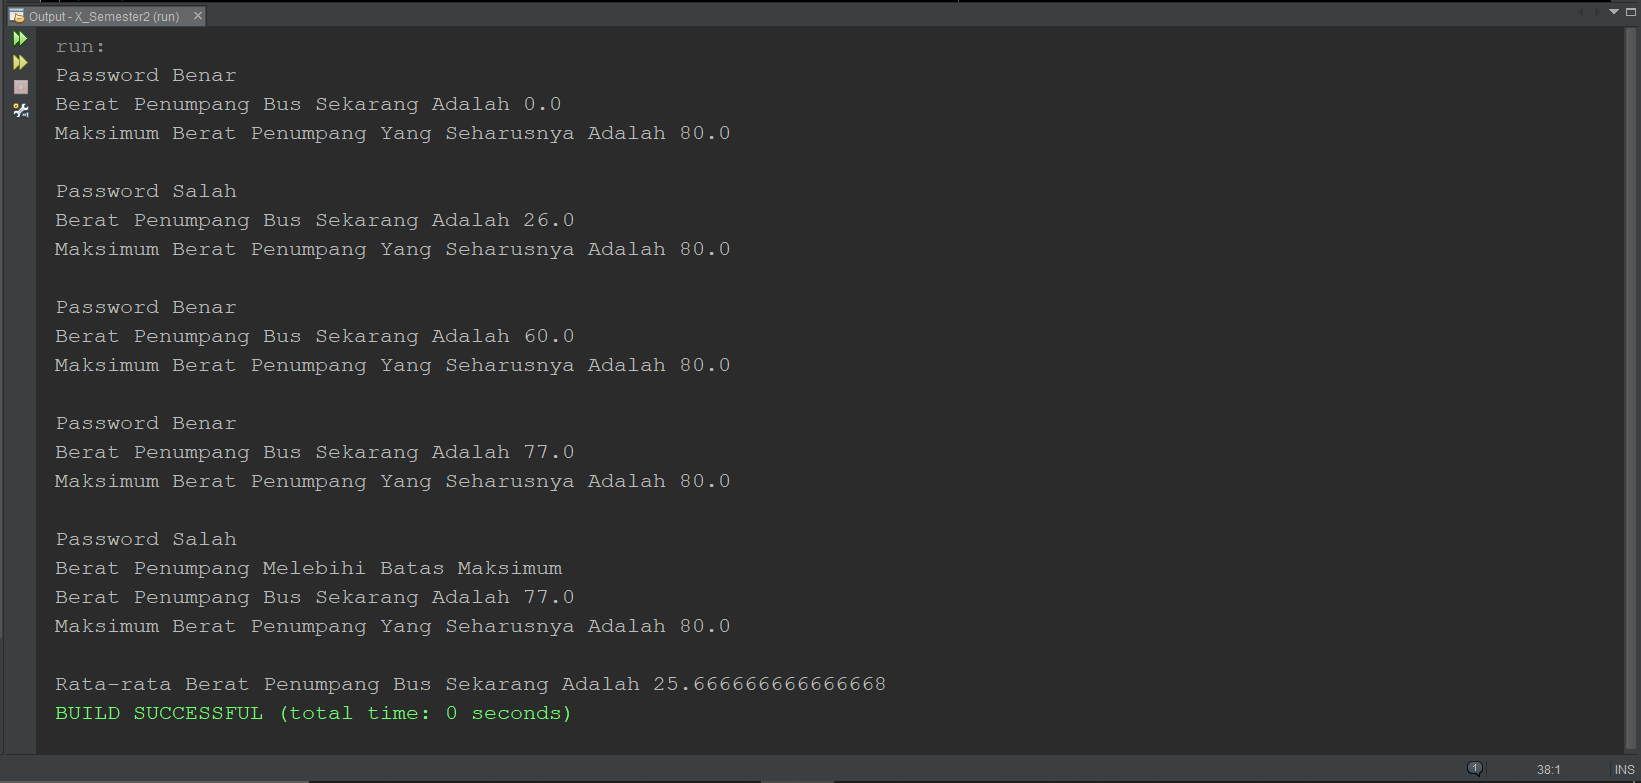 Output - X_Semester2 (run)
run:
Password Benar
Berat Penumpang Bus Sekarang Adalah 0.0
Maksimum Berat Penumpang Yang Seharusnya Adalah 80.0
Password Salah
Berat Penumpang Bus Sekarang Adalah 26.0
Maksimum Berat Penumpang Yang Seharusnya Adalah 80.0
Password Benar
Berat Penumpang Bus Sekarang Adalah 60.0
Maksimum Berat Penumpang Yang Seharusnya Adalah 80.0
Password Benar
Berat Penumpang Bus Sekarang Adalah 77.0
Maksimum Berat Penumpang Yang Seharusnya Adalah 80.0
Password Salah
Berat Penumpang Melebihi Batas Maksimum
Berat Penumpang Bus Sekarang Adalah 77.0
Maksimum Berat Penumpang Yang Seharusnya Adalah 80.0
Rata-rata Berat Penumpang Bus Sekarang Adalah 25.666666666666668
BUILD SUCCESSFUL (total time: 0 seconds)
1 38:1 INS